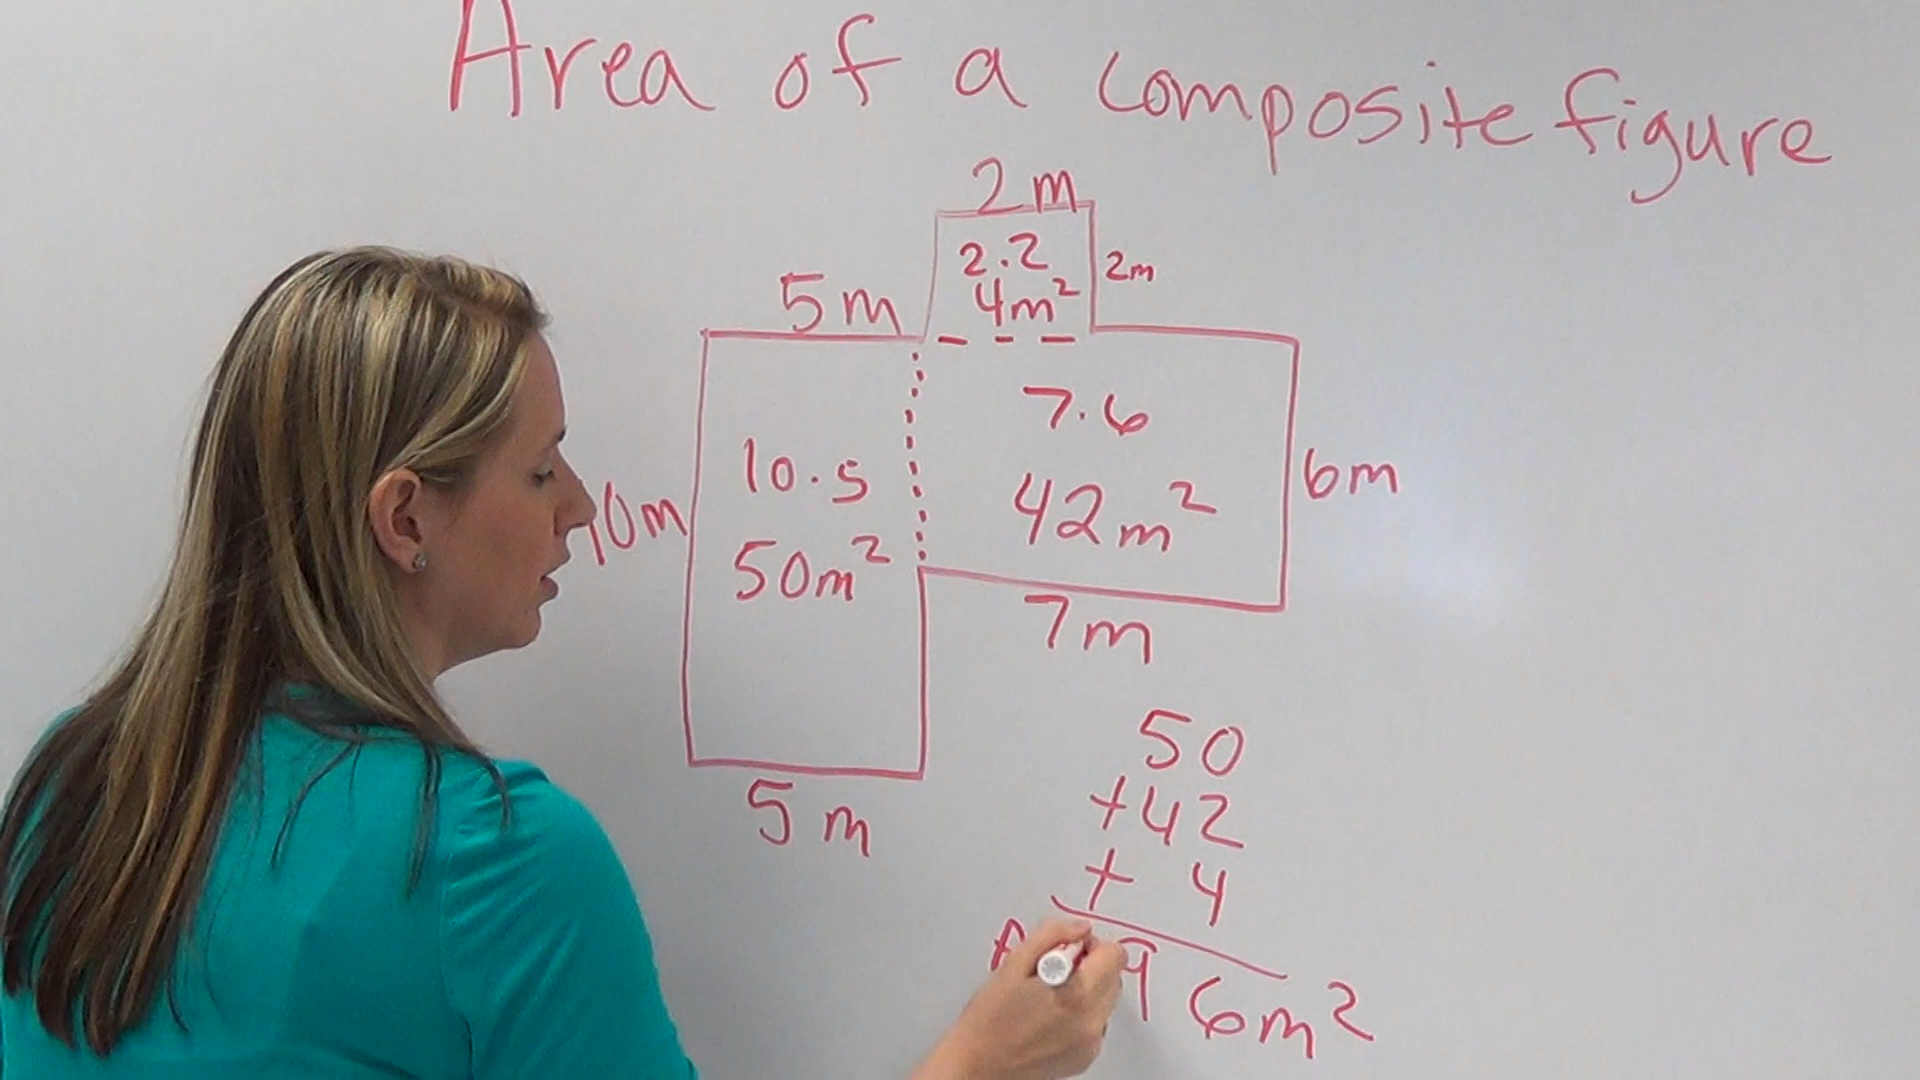 Area of a composite figure
2m
2.2
4m²
2m
5m
7.6
42m²
6m
10m
10.5
50m²
7m
5m
50
+42
+ 4
96m²